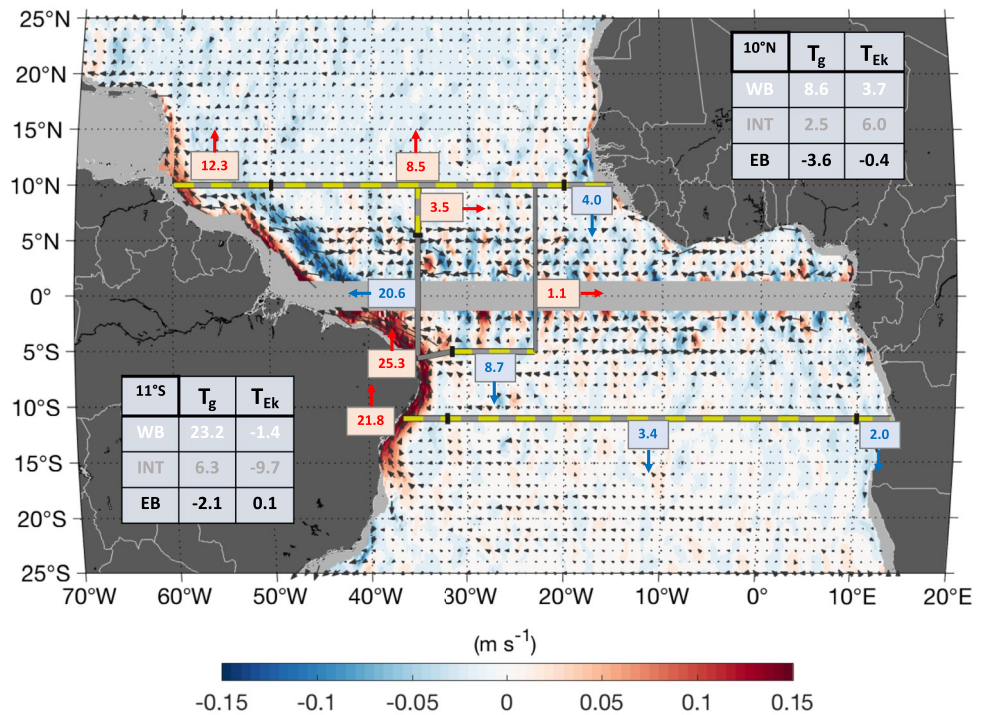 25°N
20°N
15°N
10°N
5°N
0°
5°S
10°S
15°S
20°S
25°S
10°N T_g T_Ek
WB 8.6 3.7
INT 2.5 6.0
EB -3.6 -0.4
12.3
8.5
3.5
4.0
20.6
1.1
25.3
8.7
21.8
3.4
2.0
11°S T_g T_Ek
WB 23.2 -1.4
INT 6.3 -9.7
EB -2.1 0.1
70°W 60°W 50°W 40°W 30°W 20°W 10°W 0° 10°E 20°E
(m s⁻¹)
-0.15 -0.1 -0.05 0 0.05 0.1 0.15